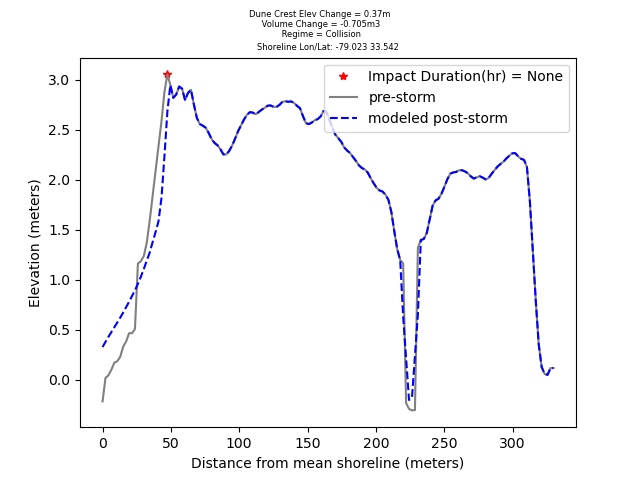 Dune Crest Elev Change = 0.37m
Volume Change = -0.705m3
Regime = Collision
Shoreline Lon/Lat: -79.023 33.542
Impact Duration(hr) = None
pre-storm
modeled post-storm
Elevation (meters)
3.0
2.5
2.0
1.5
1.0
0.5
0.0
0 50 100 150 200 250 300
Distance from mean shoreline (meters)